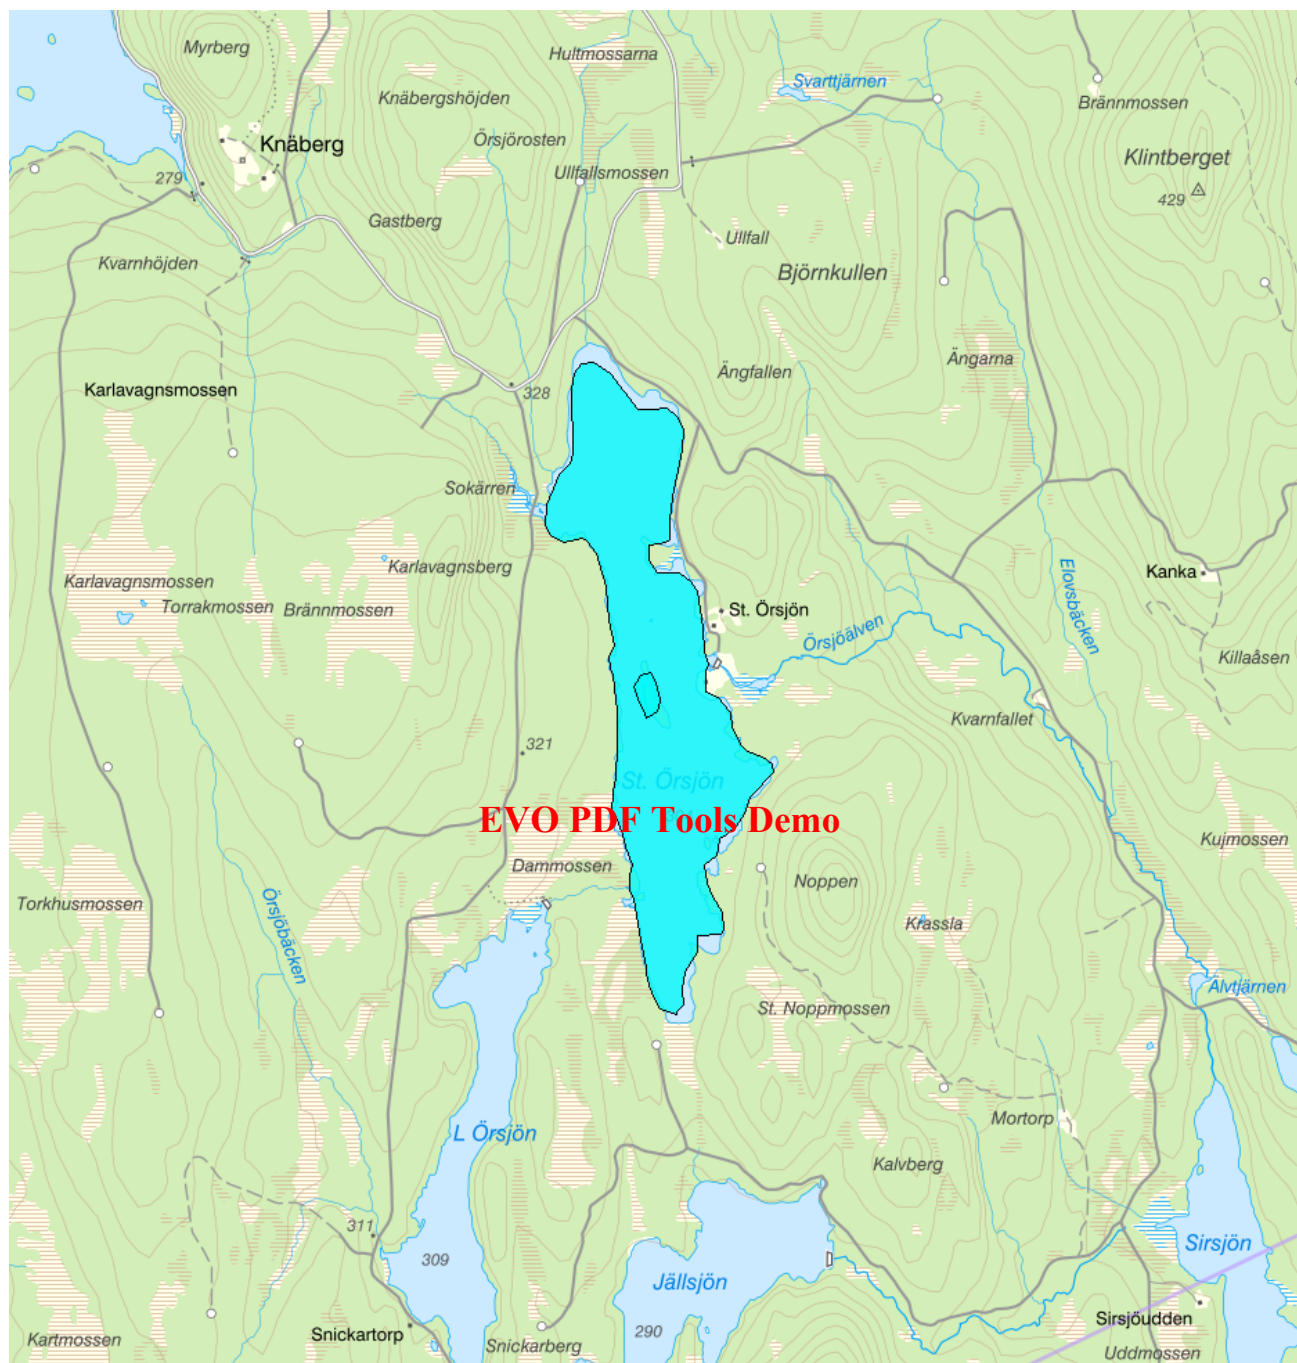 Myrberg
Hultmossarna
Svarttjärnen
Knäbergshöjden
Brännmossen
Örsjörosten
Knäberg
Klintberget
Ullfallsmossen
279
429
Gastberg
Ullfall
Kvarnhöjden
Björnkullen
Ängarna
Ängfallen
Karlavagnsmossen
328
Sokärren
Karlavagnsberg
Kanka
Karlavagnsmossen
Torrakmossen
Brännmossen
Elovsbäcken
St. Örsjön
Örsjöälven
Killaåsen
Kvarnfallet
321
St. Örsjön
EVO PDF Tools Demo
Kujmossen
Dammossen
Noppen
Torkhusmossen
Krassla
Örsjöbäcken
Älvtjärnen
St. Noppmossen
Mortorp
L Örsjön
Kalvberg
311
309
Sirsjön
Jällsjön
Sirsjöudden
Snickartorp
290
Kartmossen
Snickarberg
Uddmossen